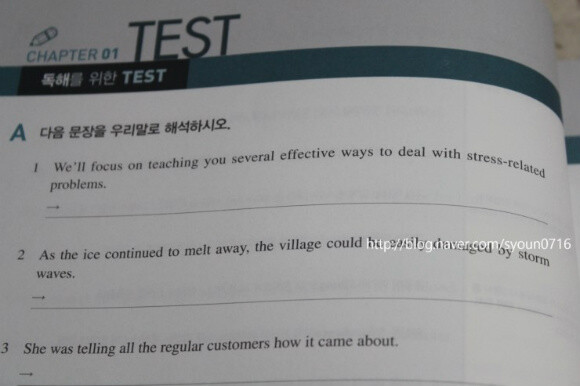 CHAPTER 01 TEST
독해를 위한 TEST
A 다음 문장을 우리말로 해석하시오.
1 We'll focus on teaching you several effective ways to deal with stress-related
problems.
→
2 As the ice continued to melt away, the village could be easily damaged by storm
http://blog.naver.com/syoun0716
waves.
→
3 She was telling all the regular customers how it came about.
→